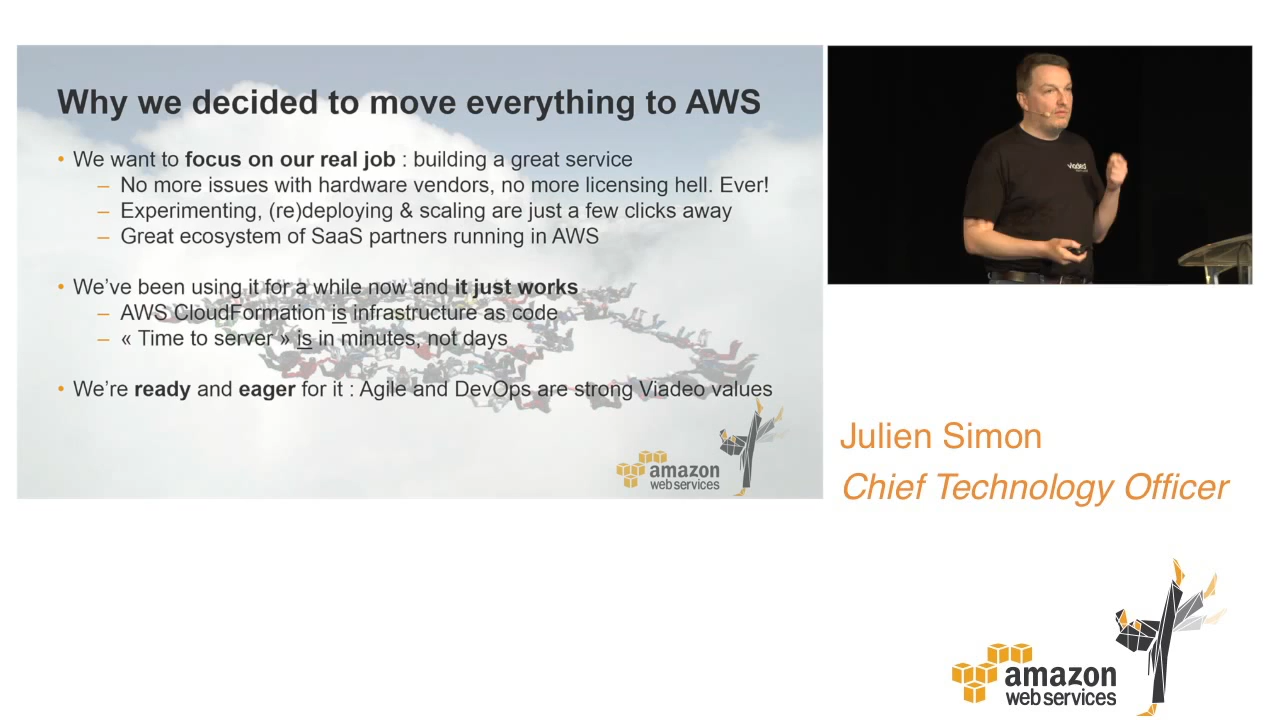 Why we decided to move everything to AWS
• We want to focus on our real job : building a great service
– No more issues with hardware vendors, no more licensing hell. Ever!
– Experimenting, (re)deploying & scaling are just a few clicks away
– Great ecosystem of SaaS partners running in AWS
• We’ve been using it for a while now and it just works
– AWS CloudFormation is infrastructure as code
– « Time to server » is in minutes, not days
• We’re ready and eager for it : Agile and DevOps are strong Viadeo values
amazon
web services
viadeo
Julien Simon
Chief Technology Officer
amazon
web services